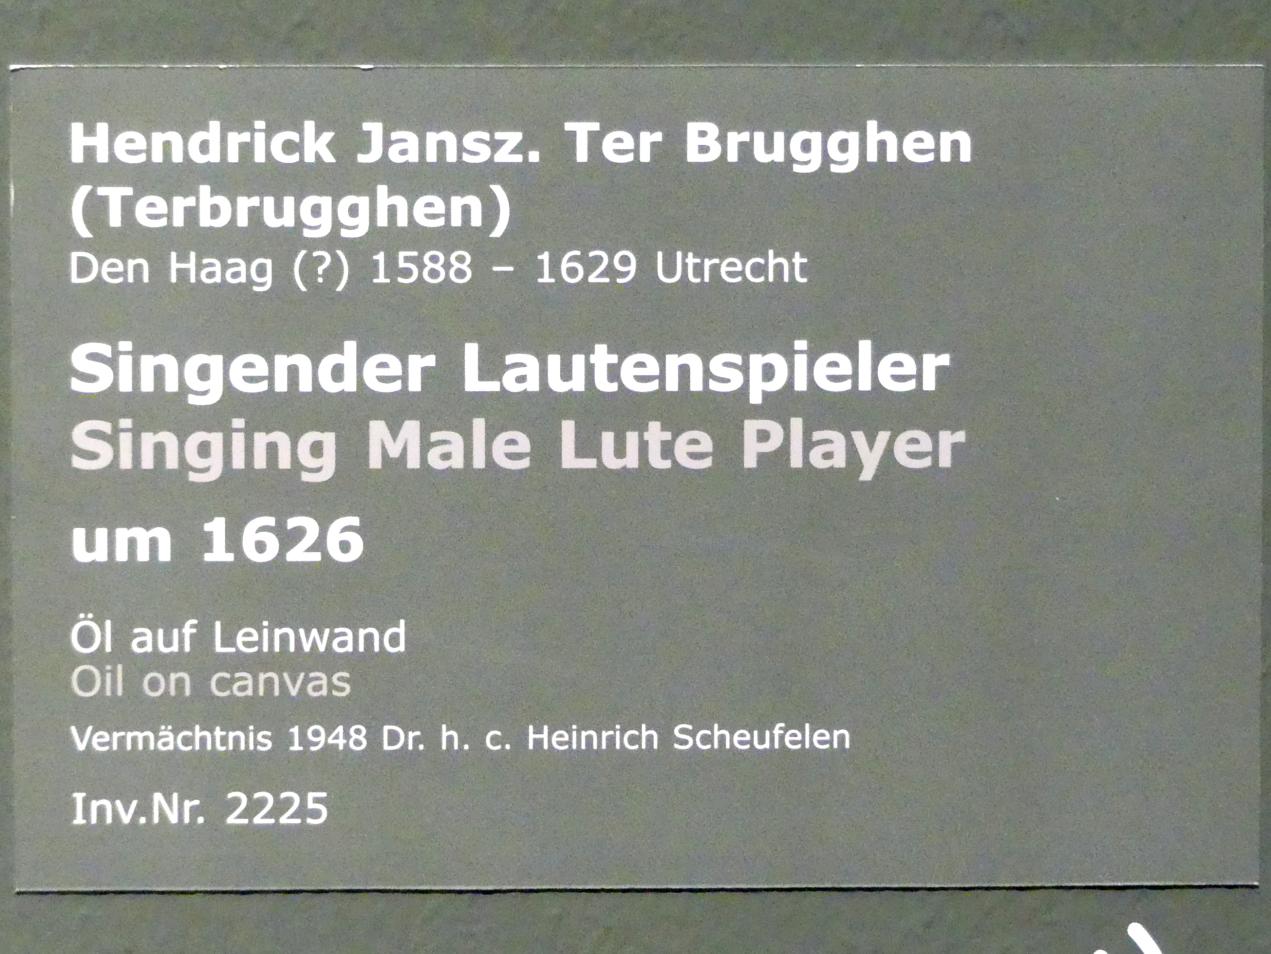 Hendrick Jansz. Ter Brugghen
(Terbrugghen)
Den Haag (?) 1588 – 1629 Utrecht
Singender Lautenspieler
Singing Male Lute Player
um 1626
Öl auf Leinwand
Oil on canvas
Vermächtnis 1948 Dr. h. c. Heinrich Scheufelen
Inv.Nr. 2225